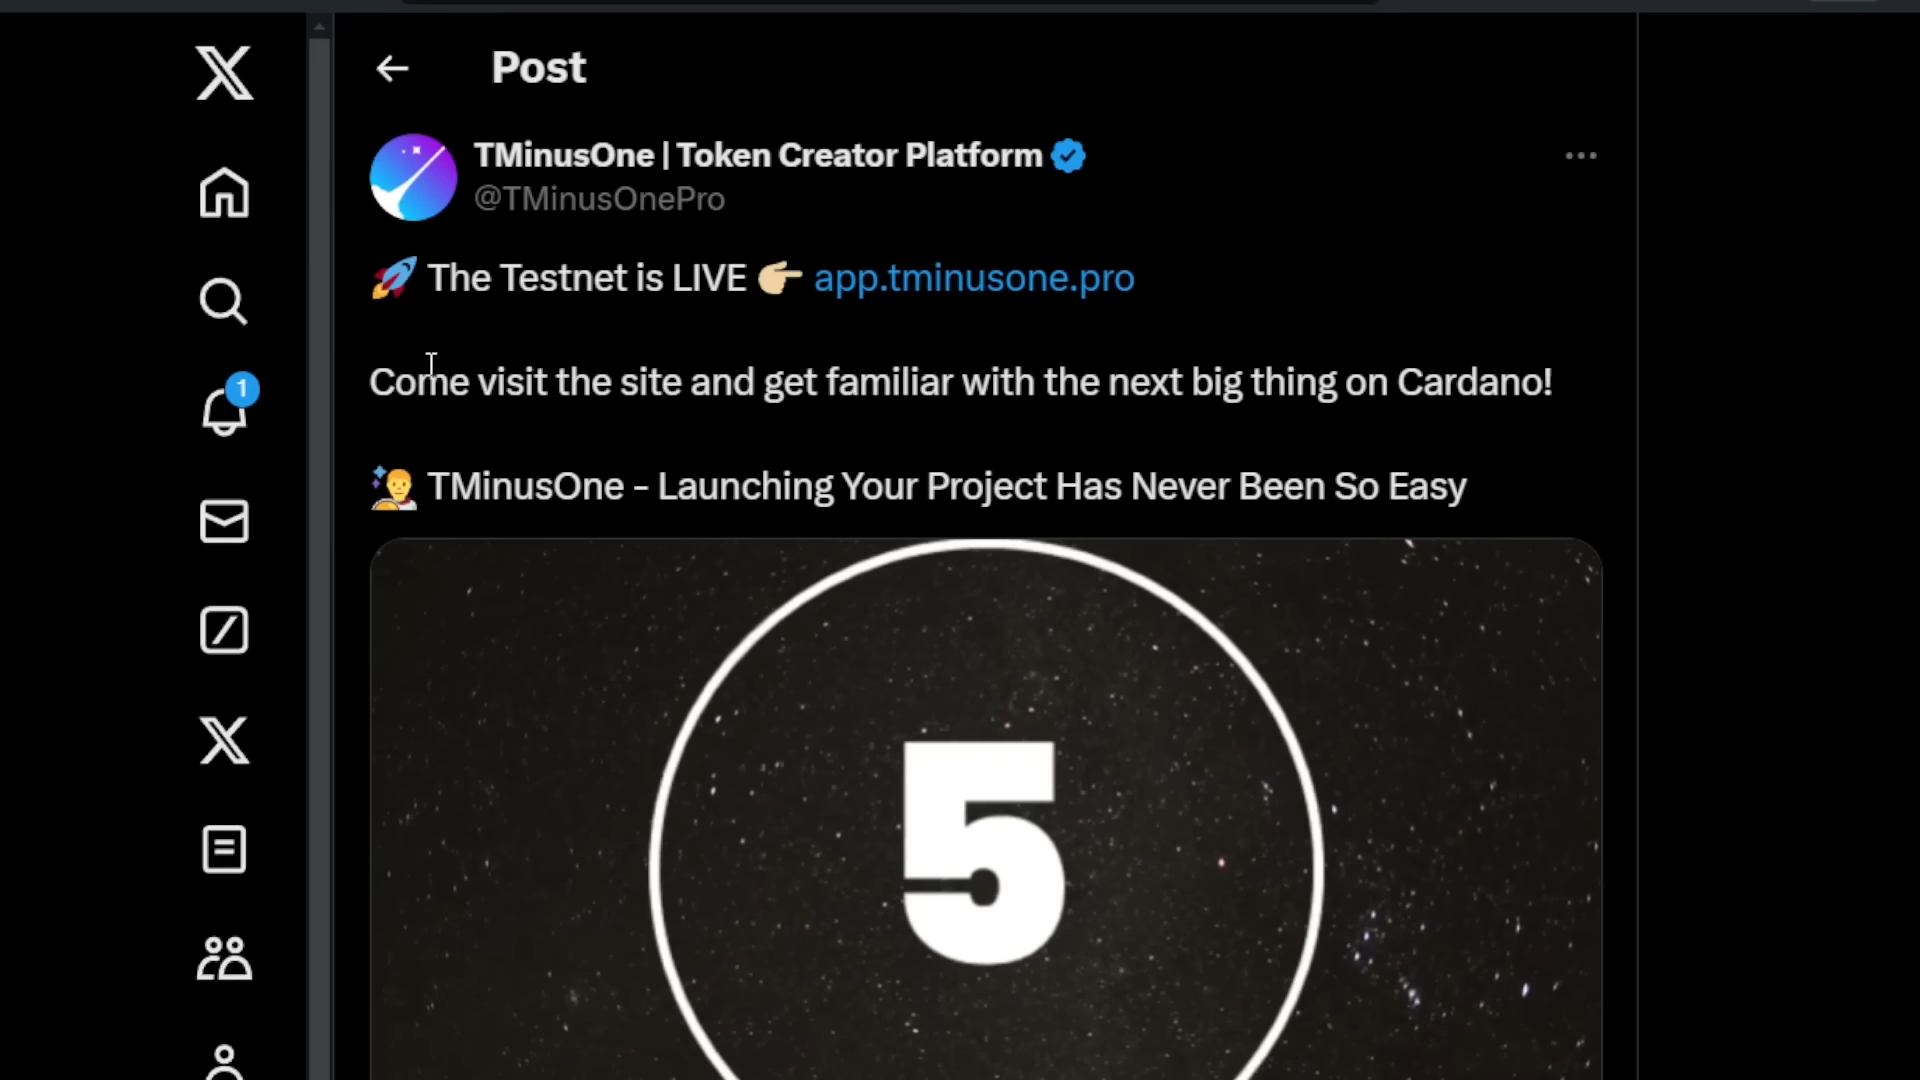 Post
TMinusOne | Token Creator Platform
@TMinusOnePro
🚀 The Testnet is LIVE 👉🏼 app.tminusone.pro
1
Come visit the site and get familiar with the next big thing on Cardano!
TMinusOne - Launching Your Project Has Never Been So Easy
5